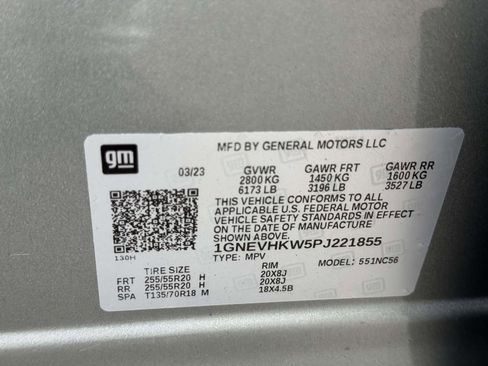 gm
MFD BY GENERAL MOTORS LLC
03/23 GVWR GAWR FRT GAWR RR
2800 KG 1450 KG 1600 KG
6173 LB 3196 LB 3527 LB
THIS VEHICLE CONFORMS TO ALL
APPLICABLE U.S. FEDERAL MOTOR
VEHICLE SAFETY STANDARDS IN EFFECT
ON THE DATE OF MANUFACTURE
SHOWN ABOVE.
1GNEVHKW5PJ221855
130H
TYPE: MPV MODEL: 551NC56
TIRE SIZE RIM
FRT 255/55R20 H 20X8J
RR 255/55R20 H 20X8J
SPA T135/70R18 M 18X4.5B